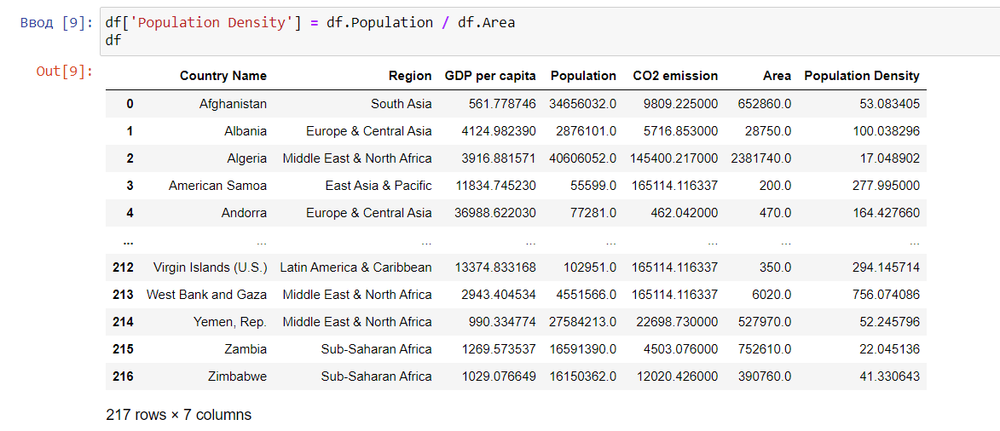 Ввод [9]: df['Population Density'] = df.Population / df.Area
df
Out[9]:
Country Name Region GDP per capita Population CO2 emission Area Population Density
0 Afghanistan South Asia 561.778746 34656032.0 9809.225000 652860.0 53.083405
1 Albania Europe & Central Asia 4124.982390 2876101.0 5716.853000 28750.0 100.038296
2 Algeria Middle East & North Africa 3916.881571 40606052.0 145400.217000 2381740.0 17.048902
3 American Samoa East Asia & Pacific 11834.745230 55599.0 165114.116337 200.0 277.995000
4 Andorra Europe & Central Asia 36988.622030 77281.0 462.042000 470.0 164.427660
... ... ... ... ... ... ... ...
212 Virgin Islands (U.S.) Latin America & Caribbean 13374.833168 102951.0 165114.116337 350.0 294.145714
213 West Bank and Gaza Middle East & North Africa 2943.404534 4551566.0 165114.116337 6020.0 756.074086
214 Yemen, Rep. Middle East & North Africa 990.334774 27584213.0 22698.730000 527970.0 52.245796
215 Zambia Sub-Saharan Africa 1269.573537 16591390.0 4503.076000 752610.0 22.045136
216 Zimbabwe Sub-Saharan Africa 1029.076649 16150362.0 12020.426000 390760.0 41.330643
217 rows × 7 columns